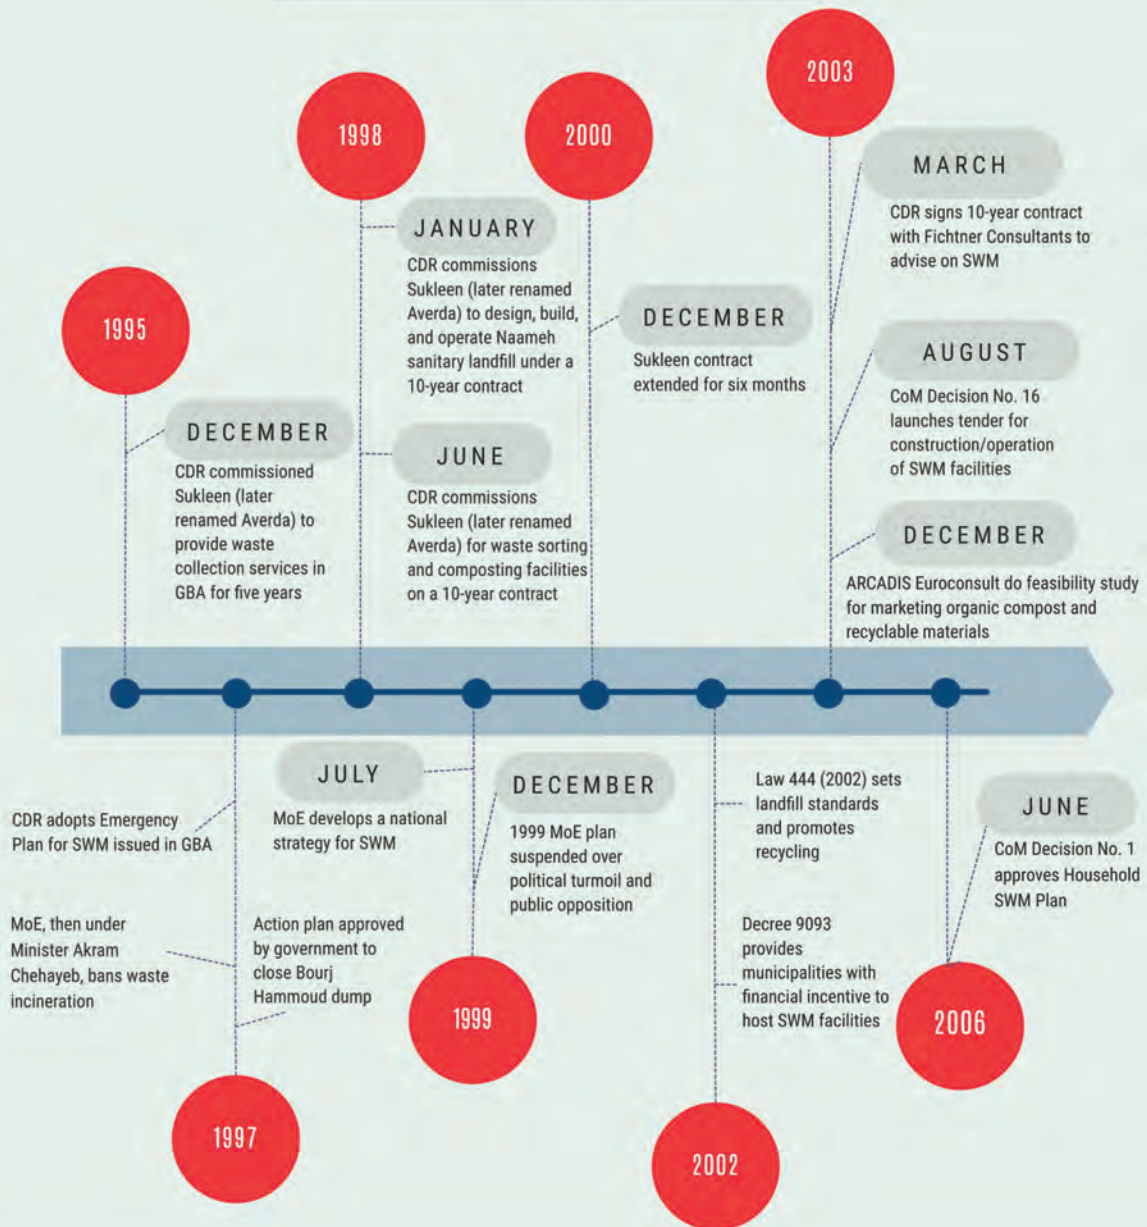 1995
DECEMBER
CDR commissioned
Sukleen (later
renamed Averda) to
provide waste
collection services in
GBA for five years
1997
CDR adopts Emergency
Plan for SWM issued in GBA
MoE, then under
Minister Akram
Chehayeb, bans waste
incineration
Action plan approved
by government to
close Bourj
Hammoud dump
1998
JANUARY
CDR commissions
Sukleen (later renamed
Averda) to design, build,
and operate Naameh
sanitary landfill under a
10-year contract
JUNE
CDR commissions
Sukleen (later renamed
Averda) for waste sorting
and composting facilities
on a 10-year contract
1999
JULY
MoE develops a national
strategy for SWM
DECEMBER
1999 MoE plan
suspended over
political turmoil and
public opposition
2000
DECEMBER
Sukleen contract
extended for six months
2002
Law 444 (2002) sets
landfill standards
and promotes
recycling
Decree 9093
provides
municipalities with
financial incentive to
host SWM facilities
2003
MARCH
CDR signs 10-year contract
with Fichtner Consultants to
advise on SWM
AUGUST
CoM Decision No. 16
launches tender for
construction/operation
of SWM facilities
DECEMBER
ARCADIS Euroconsult do feasibility study
for marketing organic compost and
recyclable materials
2006
JUNE
CoM Decision No. 1
approves Household
SWM Plan